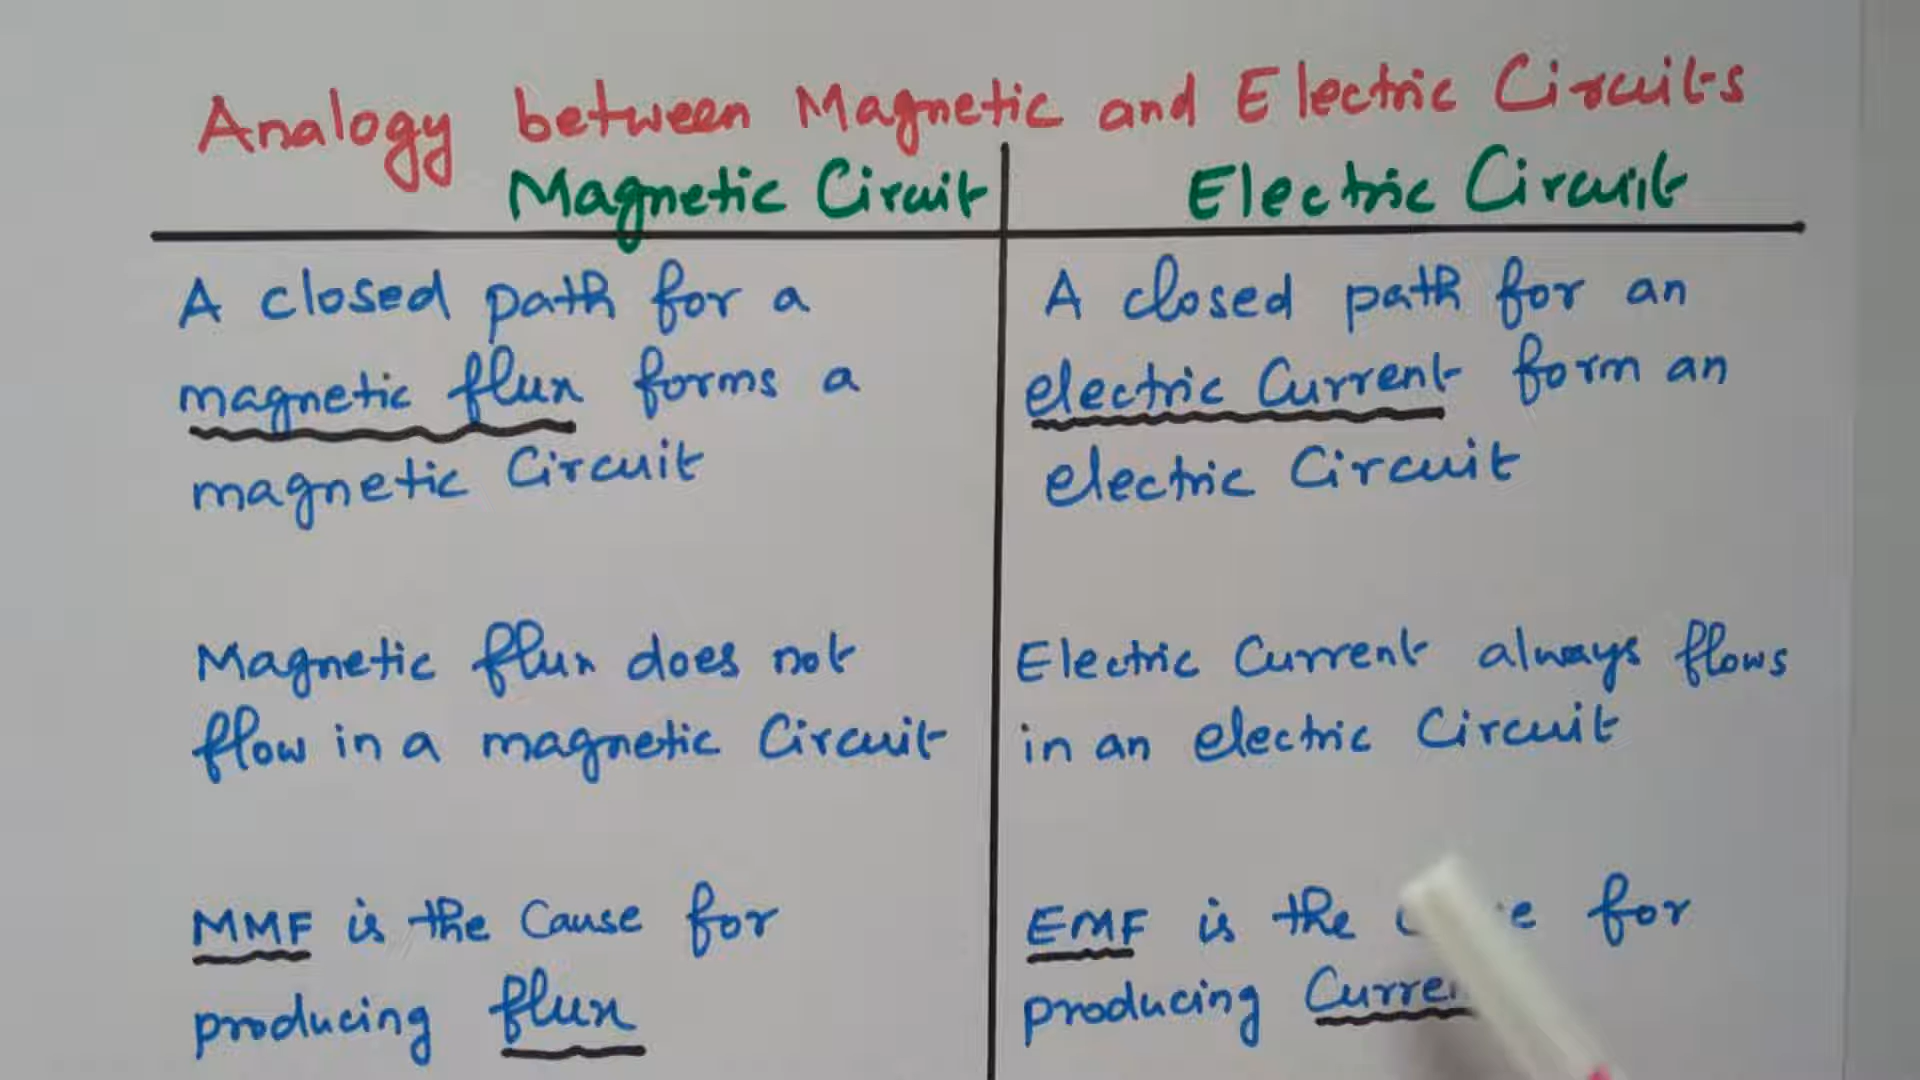 Analogy between Magnetic and Electric Circuits
Magnetic Circuit
Electric Circuit
A closed path for a
magnetic flux forms a
magnetic Circuit
A closed path for an
electric Current form an
electric Circuit
Magnetic flux does not
flow in a magnetic Circuit
Electric Current always flows
in an electric Circuit
MMF is the Cause for
producing flux
EMF is the for
producing